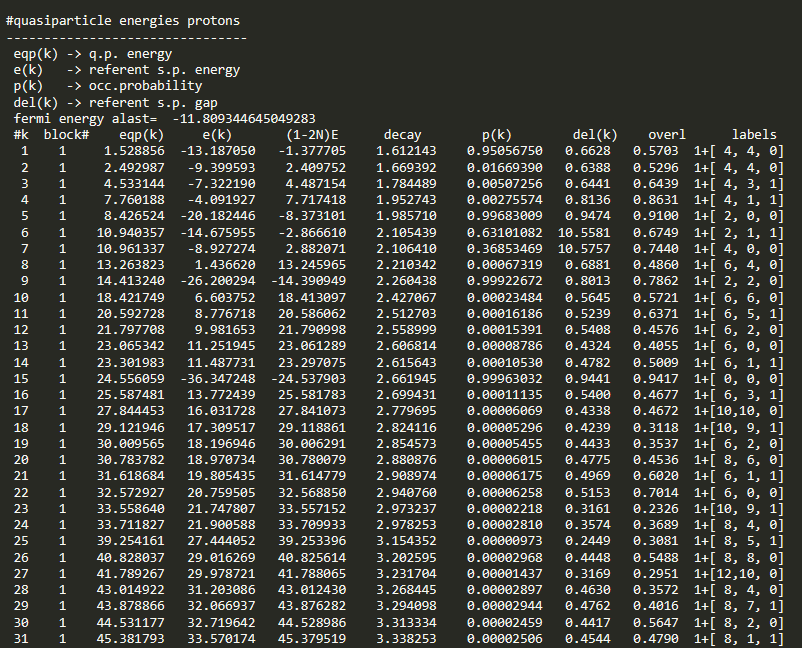 #quasiparticle energies protons
-------------------------------
eqp(k) -> q.p. energy
e(k)   -> referent s.p. energy
p(k)   -> occ.probability
del(k) -> referent s.p. gap
fermi energy alast=  -11.809344645049283
#k  block#    eqp(k)     e(k)       (1-2N)E      decay      p(k)        del(k)    overl      labels
1    1     1.528856 -13.187050   -1.377705    1.612143    0.95056750   0.6628   0.5703  1+[ 4, 4, 0]
2    1     2.492987  -9.399593    2.409752    1.669392    0.01669390   0.6388   0.5296  1+[ 4, 4, 0]
3    1     4.533144  -7.322190    4.487154    1.784489    0.00507256   0.6441   0.6439  1+[ 4, 3, 1]
4    1     7.760188  -4.091927    7.717418    1.952743    0.00275574   0.8136   0.8631  1+[ 4, 1, 1]
5    1     8.426524 -20.182446   -8.373101    1.985710    0.99683009   0.9474   0.9100  1+[ 2, 0, 0]
6    1    10.940357 -14.675955   -2.866610    2.105439    0.63101082  10.5581   0.6749  1+[ 2, 1, 1]
7    1    10.961337  -8.927274    2.882071    2.106410    0.36853469  10.5757   0.7440  1+[ 4, 0, 0]
8    1    13.263823   1.436620   13.245965    2.210342    0.00067319   0.6881   0.4860  1+[ 6, 4, 0]
9    1    14.413240 -26.200294  -14.390949    2.260438    0.99922672   0.8013   0.7862  1+[ 2, 2, 0]
10    1    18.421749   6.603752   18.413097    2.427067    0.00023484   0.5645   0.5721  1+[ 6, 6, 0]
11    1    20.592728   8.776718   20.586062    2.512703    0.00016186   0.5239   0.6371  1+[ 6, 5, 1]
12    1    21.797708   9.981653   21.790998    2.558999    0.00015391   0.5408   0.4576  1+[ 6, 2, 0]
13    1    23.065342  11.251945   23.061289    2.606814    0.00008786   0.4324   0.4055  1+[ 6, 0, 0]
14    1    23.301983  11.487731   23.297075    2.615643    0.00010530   0.4782   0.5009  1+[ 6, 1, 1]
15    1    24.556059 -36.347248  -24.537903    2.661945    0.99963032   0.9441   0.9417  1+[ 0, 0, 0]
16    1    25.587481  13.772439   25.581783    2.699431    0.00011135   0.5400   0.4677  1+[ 6, 3, 1]
17    1    27.844453  16.031728   27.841073    2.779695    0.00006069   0.4338   0.4672  1+[10,10, 0]
18    1    29.121946  17.309517   29.118861    2.824116    0.00005296   0.4239   0.3118  1+[10, 9, 1]
19    1    30.009565  18.196946   30.006291    2.854573    0.00005455   0.4433   0.3537  1+[ 6, 2, 0]
20    1    30.783782  18.970734   30.780079    2.880876    0.00006015   0.4775   0.4536  1+[ 8, 6, 0]
21    1    31.618684  19.805435   31.614779    2.908974    0.00006175   0.4969   0.6020  1+[ 6, 1, 1]
22    1    32.572927  20.759505   32.568850    2.940760    0.00006258   0.5153   0.7014  1+[ 6, 0, 0]
23    1    33.558640  21.747807   33.557152    2.973237    0.00002218   0.3161   0.2326  1+[10, 9, 1]
24    1    33.711827  21.900588   33.709933    2.978253    0.00002810   0.3574   0.3689  1+[ 8, 4, 0]
25    1    39.254161  27.444052   39.253396    3.154352    0.00000973   0.2449   0.3081  1+[ 8, 5, 1]
26    1    40.828037  29.016269   40.825614    3.202595    0.00002968   0.4448   0.5488  1+[ 8, 8, 0]
27    1    41.789267  29.978721   41.788065    3.231704    0.00001437   0.3169   0.2951  1+[12,10, 0]
28    1    43.014922  31.203086   43.012430    3.268445    0.00002897   0.4630   0.3572  1+[ 8, 4, 0]
29    1    43.878866  32.066937   43.876282    3.294098    0.00002944   0.4762   0.4016  1+[ 8, 7, 1]
30    1    44.531177  32.719642   44.528986    3.313334    0.00002459   0.4417   0.5647  1+[ 8, 2, 0]
31    1    45.381793  33.570174   45.379519    3.338253    0.00002506   0.4544   0.4790  1+[ 8, 1, 1]